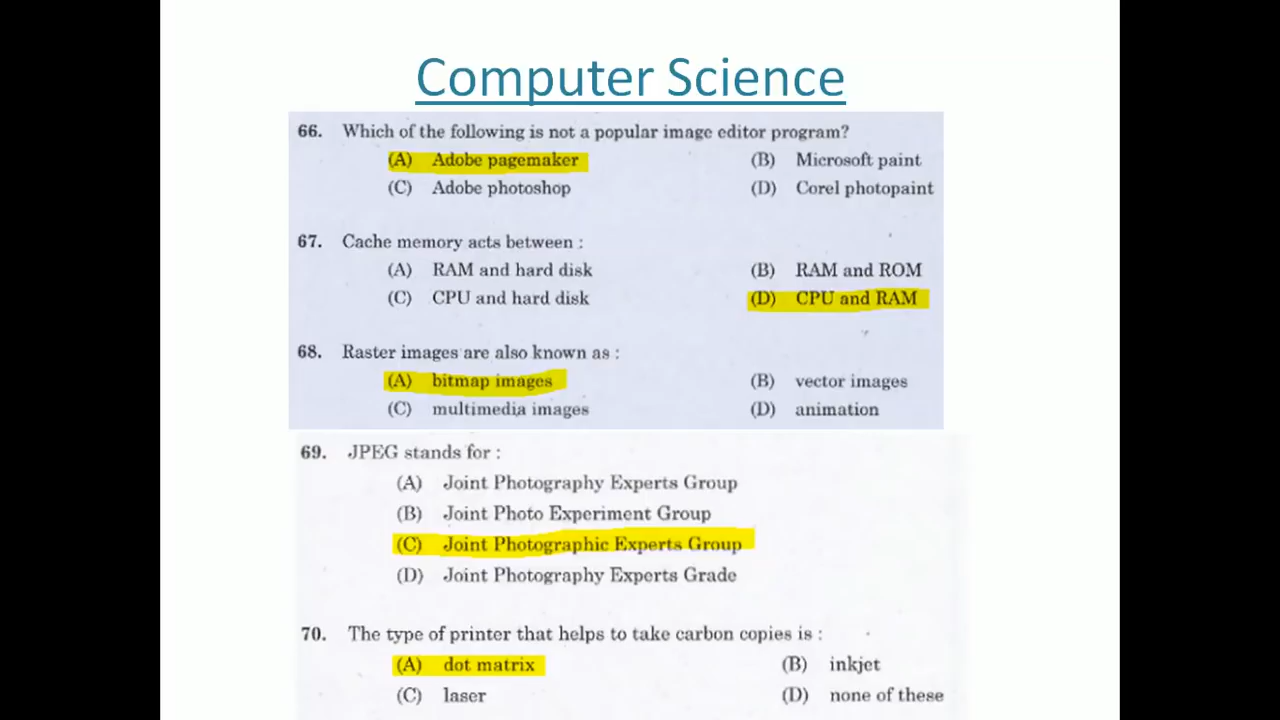 Computer Science
66. Which of the following is not a popular image editor program?
(A) Adobe pagemaker (B) Microsoft paint
(C) Adobe photoshop (D) Corel photopaint
67. Cache memory acts between :
(A) RAM and hard disk (B) RAM and ROM
(C) CPU and hard disk (D) CPU and RAM
68. Raster images are also known as :
(A) bitmap images (B) vector images
(C) multimedia images (D) animation
69. JPEG stands for :
(A) Joint Photography Experts Group
(B) Joint Photo Experiment Group
(C) Joint Photographic Experts Group
(D) Joint Photography Experts Grade
70. The type of printer that helps to take carbon copies is :
(A) dot matrix (B) inkjet
(C) laser (D) none of these